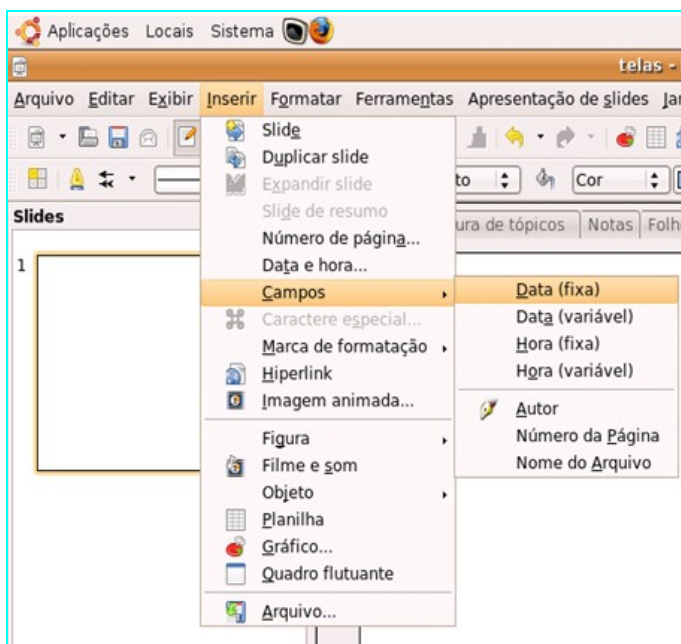 Aplicações Locais Sistema
telas -
Arquivo Editar Exibir Inserir Formatar Ferramentas Apresentação de slides
Cor
Slides
ura de tópicos Notas
1
Slide
Duplicar slide
Expandir slide
Slide de resumo
Número de página...
Data e hora...
Campos
Caractere especial...
Marca de formatação
Hiperlink
Imagem animada...
Figura
Filme e som
Objeto
Planilha
Gráfico...
Quadro flutuante
Arquivo...
Data (fixa)
Data (variável)
Hora (fixa)
Hora (variável)
Autor
Número da Página
Nome do Arquivo